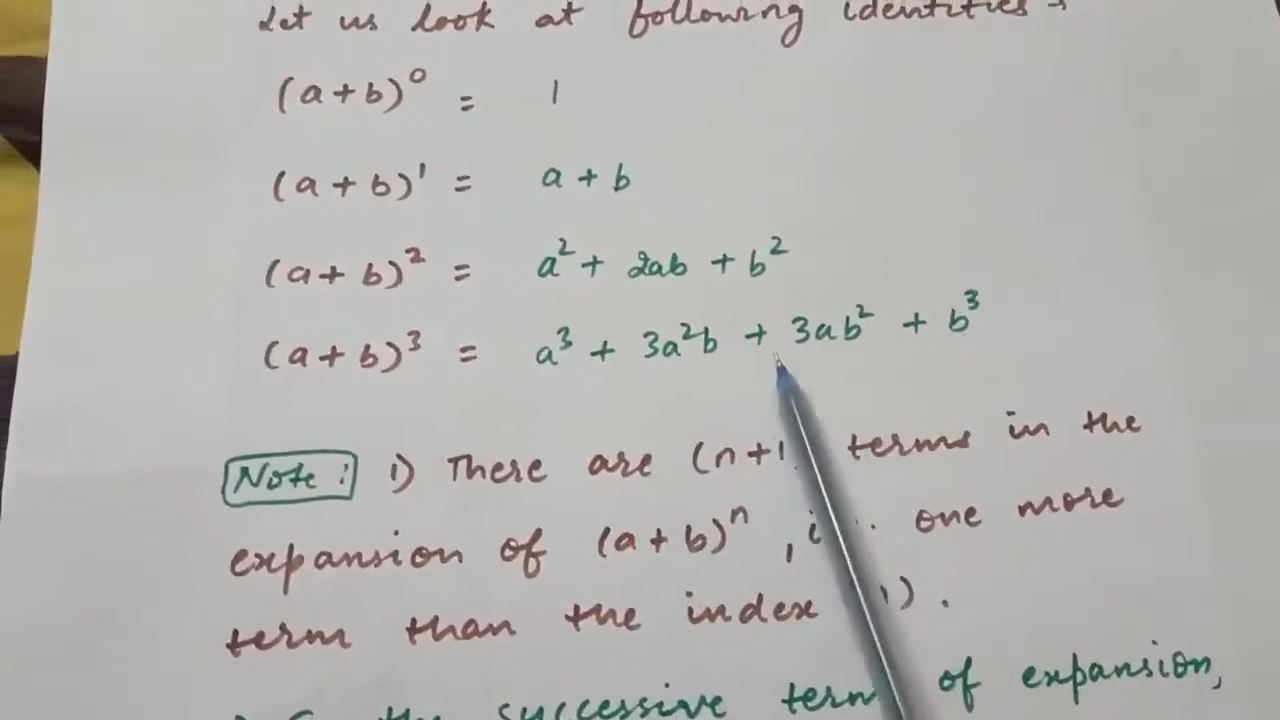 Let us look at following identities
(a+b)⁰ = 1
(a+b)¹ = a+b
(a+b)² = a² + 2ab + b²
(a+b)³ = a³ + 3a²b + 3ab² + b³
Note: 1) There are (n+1 terms in the
expansion of (a+b)ⁿ, one more
term than the index
successive term of expansion,